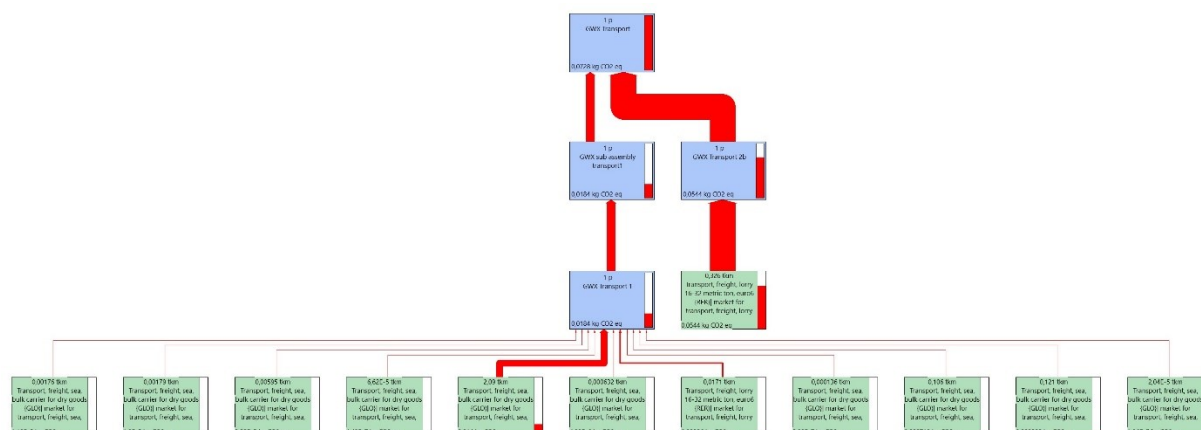 1 p
GWX Transport
0,0728 kg CO2 eq
1 p
GWX sub assembly
transport1
0,0184 kg CO2 eq
1 p
GWX Transport 2b
0,0544 kg CO2 eq
1 p
GWX Transport 1
0,0184 kg CO2 eq
0,326 tkm
transport, freight, lorry
16-32 metric ton, euro6
{RER}| market for
transport, freight, lorry
0,0544 kg CO2 eq
0,00176 tkm
Transport, freight, sea,
bulk carrier for dry goods
{GLO}| market for
transport, freight, sea,
0,00179 tkm
Transport, freight, sea,
bulk carrier for dry goods
{GLO}| market for
transport, freight, sea,
0,00595 tkm
Transport, freight, sea,
bulk carrier for dry goods
{GLO}| market for
transport, freight, sea,
6,62E-5 tkm
Transport, freight, sea,
bulk carrier for dry goods
{GLO}| market for
transport, freight, sea,
2,09 tkm
Transport, freight, sea,
bulk carrier for dry goods
{GLO}| market for
transport, freight, sea,
0,000632 tkm
Transport, freight, sea,
bulk carrier for dry goods
{GLO}| market for
transport, freight, sea,
0,0171 tkm
Transport, freight, lorry
16-32 metric ton, euro6
{RER}| market for
transport, freight, lorry
0,000136 tkm
Transport, freight, sea,
bulk carrier for dry goods
{GLO}| market for
transport, freight, sea,
0,106 tkm
Transport, freight, sea,
bulk carrier for dry goods
{GLO}| market for
transport, freight, sea,
0,121 tkm
Transport, freight, sea,
bulk carrier for dry goods
{GLO}| market for
transport, freight, sea,
2,04E-5 tkm
Transport, freight, sea,
bulk carrier for dry goods
{GLO}| market for
transport, freight, sea,